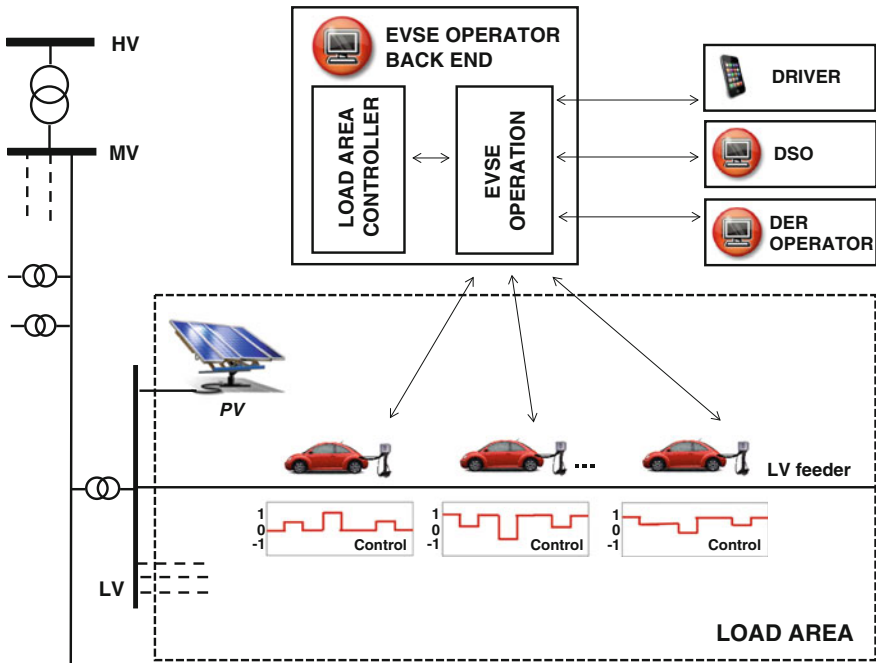 HV
MV
EVSE OPERATOR
BACK END
LOAD AREA
CONTROLLER
EVSE
OPERATION
DRIVER
DSO
DER
OPERATOR
PV
LV feeder
1
0
-1
Control
1
0
-1
Control
1
0
-1
Control
...
LV
LOAD AREA